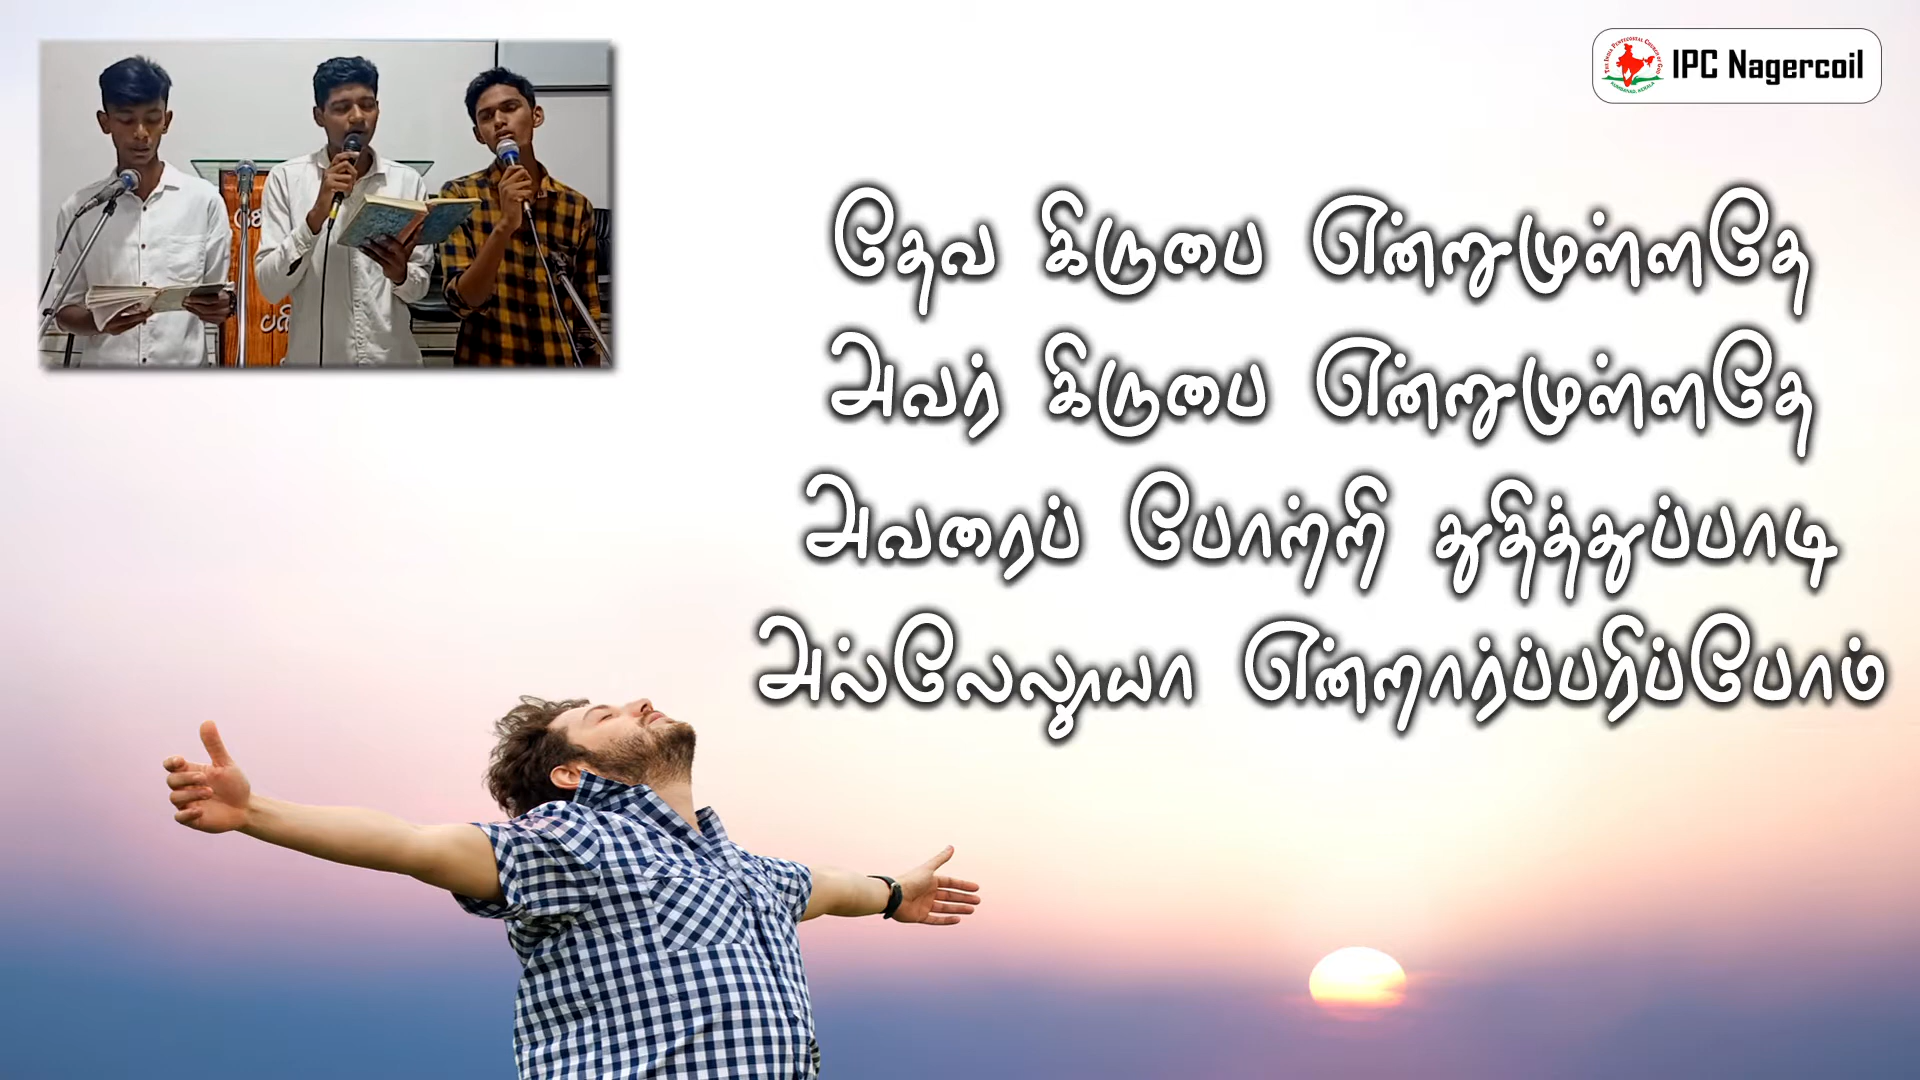 IPC Nagercoil
தேவ கிருபை என்றுமுள்ளதே
அவர் கிருபை என்றுமுள்ளதே
அவரைப் போற்றி துதித்துப்பாடி
அல்லேலூயா என்றார்ப்பரிப்போம்